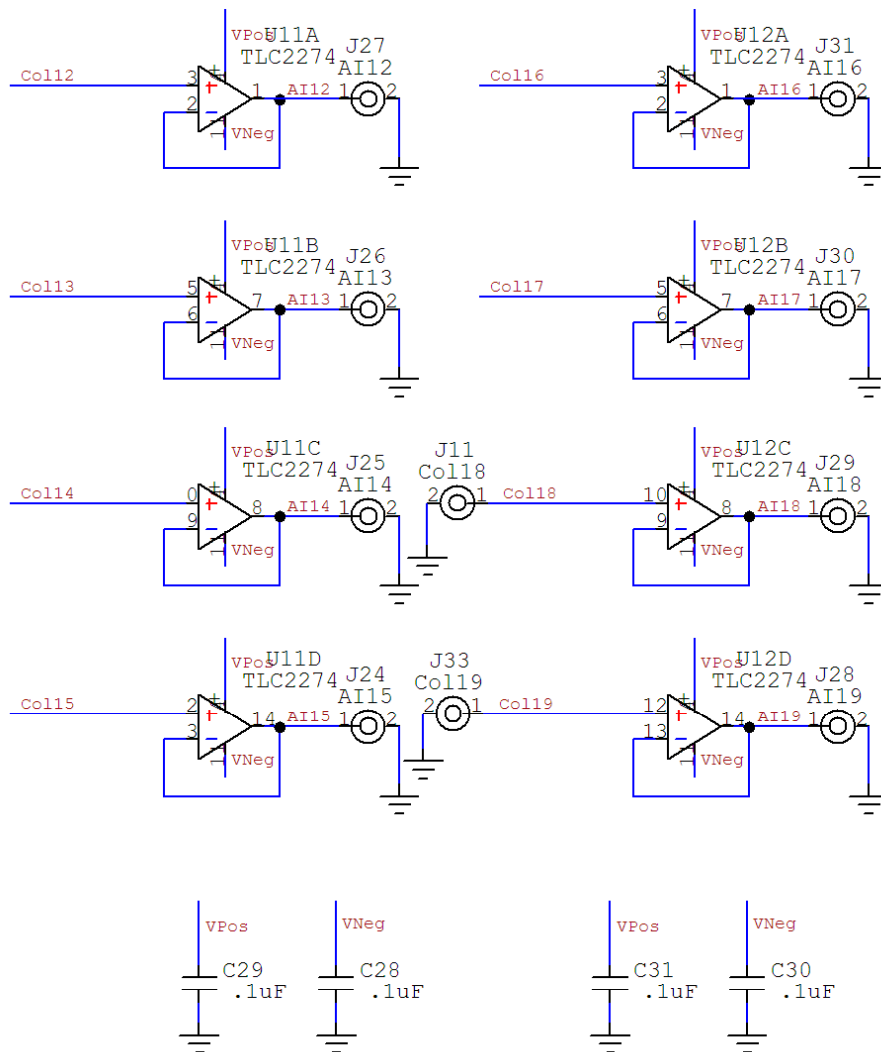 VPos U11A
TLC2274
J27
AI12
Col12
3
2
1
AI12
1
2
VNeg
VPos U12A
TLC2274
J31
AI16
Col16
3
2
1
AI16
1
2
VNeg
VPos U11B
TLC2274
J26
AI13
Col13
5
6
7
AI13
1
2
VNeg
VPos U12B
TLC2274
J30
AI17
Col17
5
6
7
AI17
1
2
VNeg
VPos U11C
TLC2274
J25
AI14
Col14
0
9
8
AI14
1
2
VNeg
J11
Col18
2
1
Col18
VPos U12C
TLC2274
J29
AI18
10
9
8
AI18
1
2
VNeg
VPos U11D
TLC2274
J24
AI15
Col15
2
3
14
AI15
1
2
VNeg
J33
Col19
2
1
Col19
VPos U12D
TLC2274
J28
AI19
12
13
14
AI19
1
2
VNeg
VPos
C29
.1uF
VNeg
C28
.1uF
VPos
C31
.1uF
VNeg
C30
.1uF